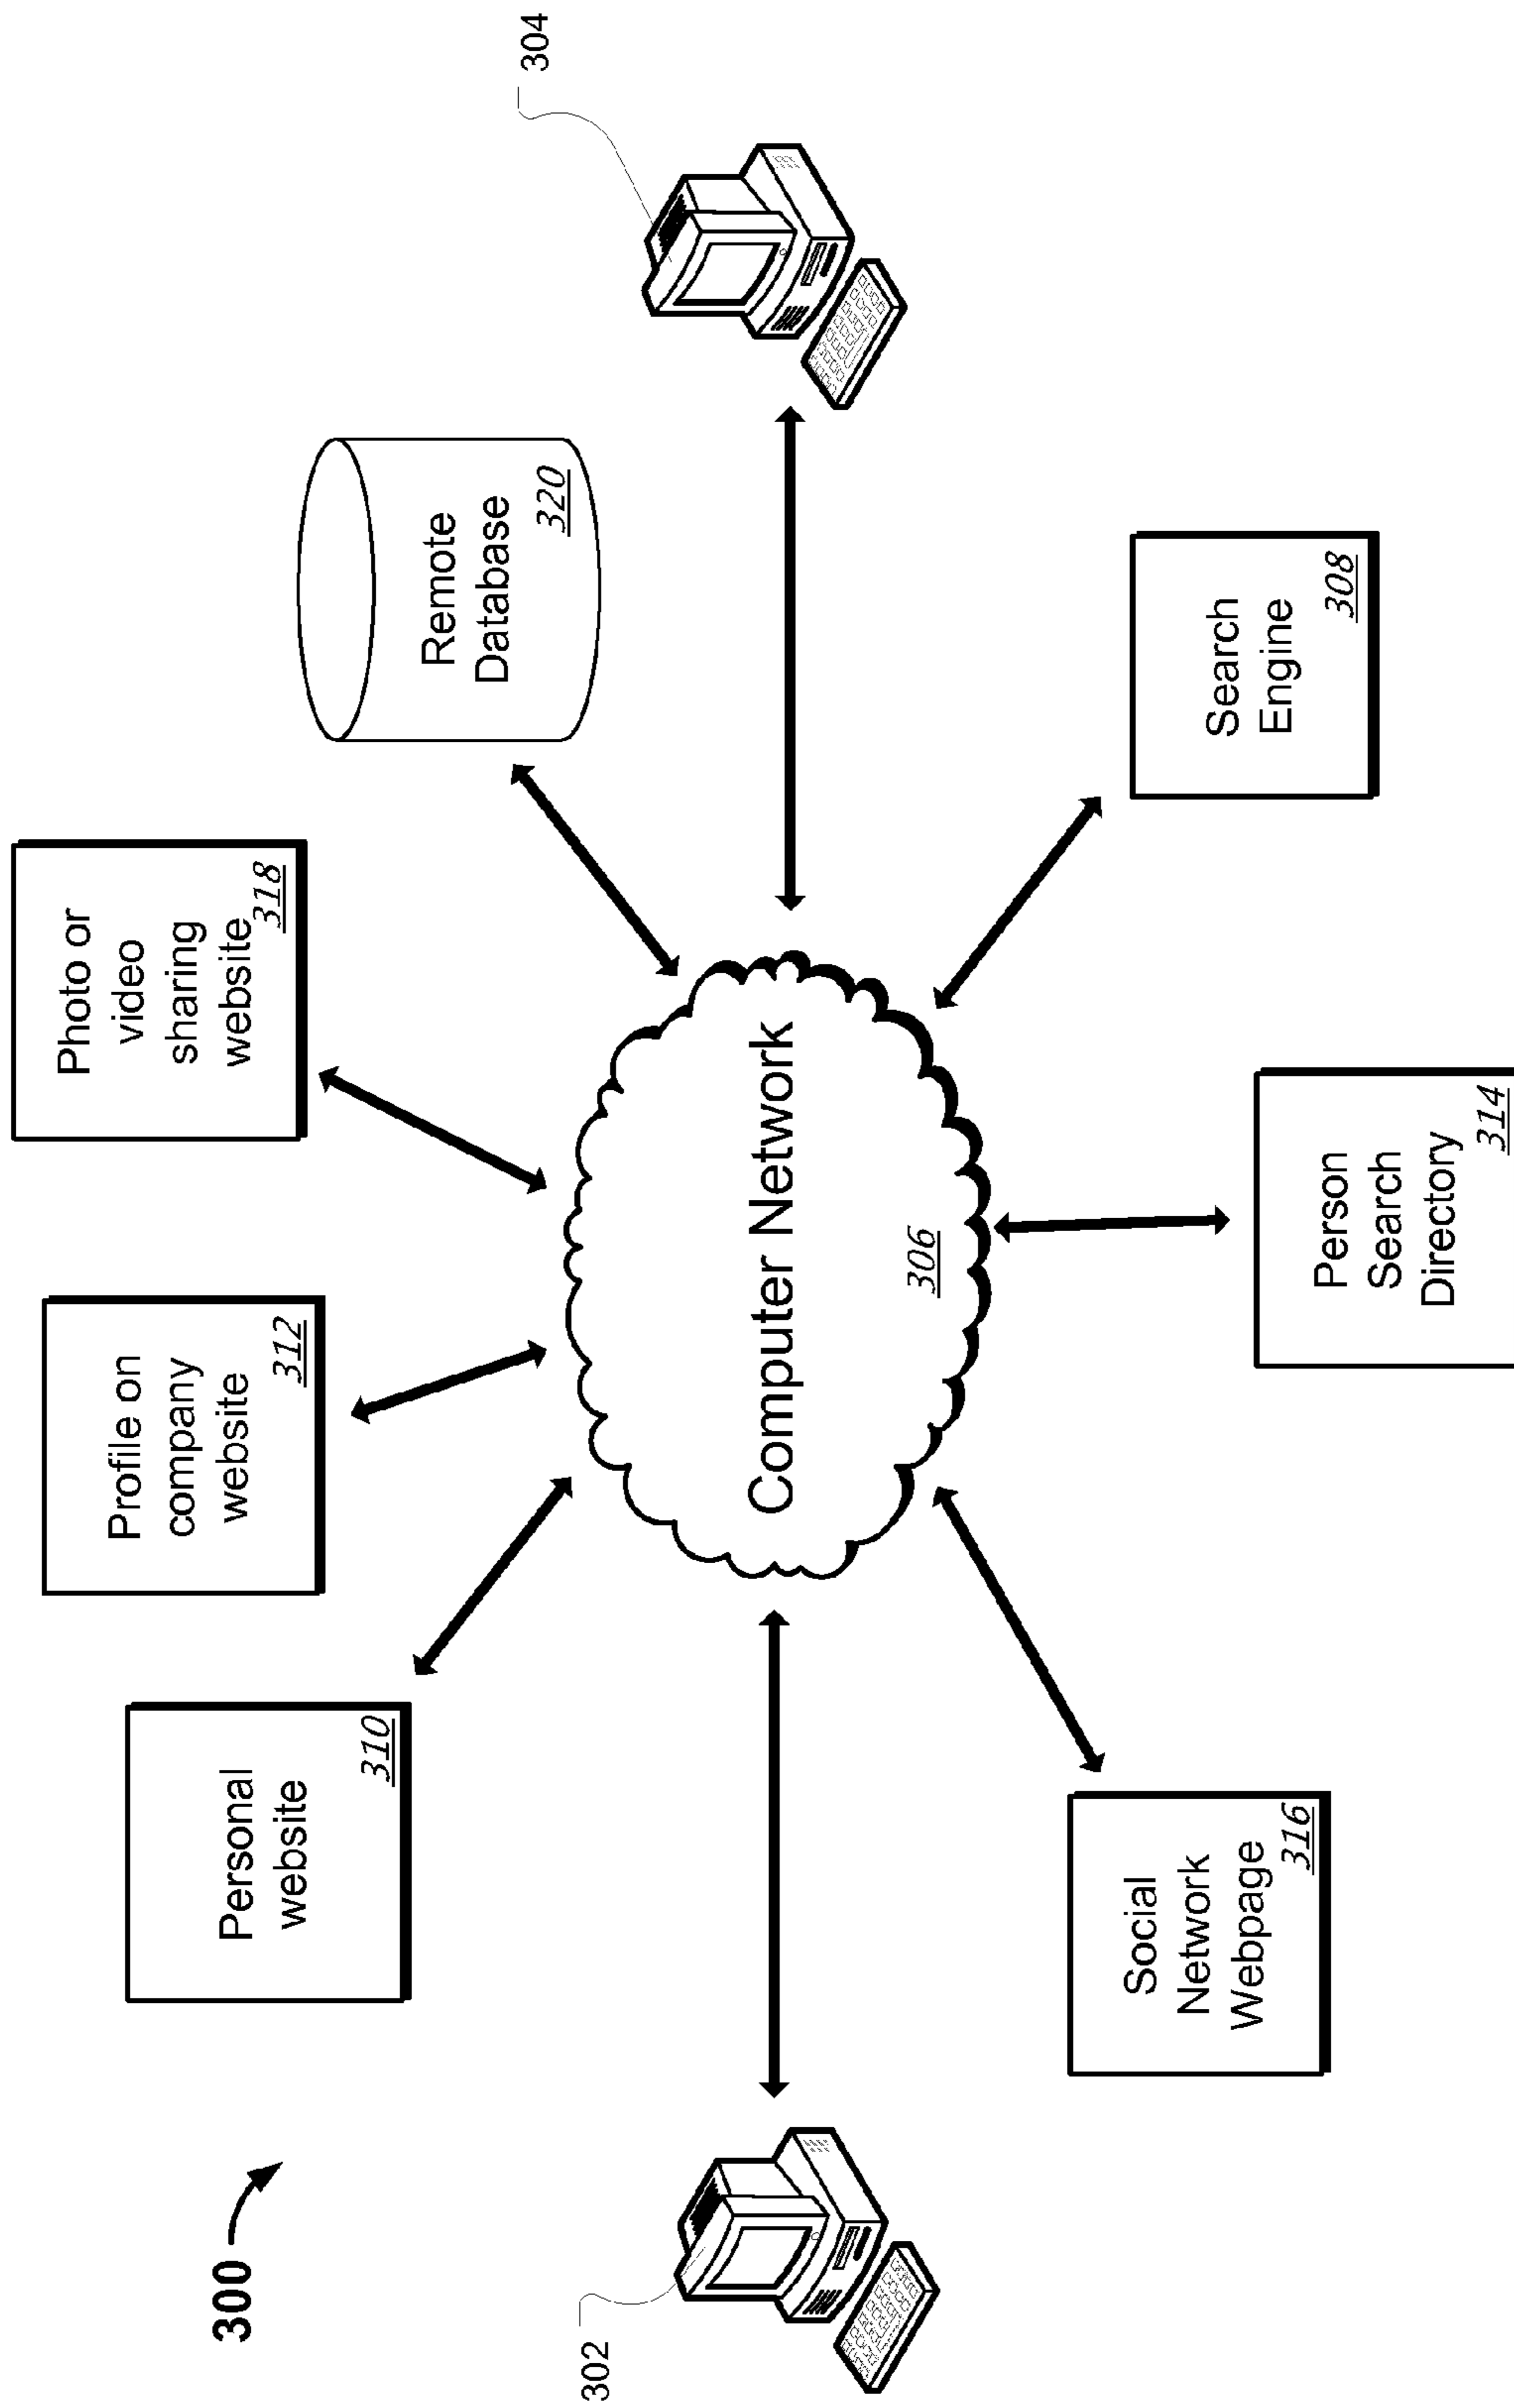 300
Personal
website
310
Profile on
company
website
312
Photo or
video
sharing
website
318
Remote
Database
320
302
304
Computer Network
306
Social
Network
Webpage
316
Person
Search
Directory
314
Search
Engine
308